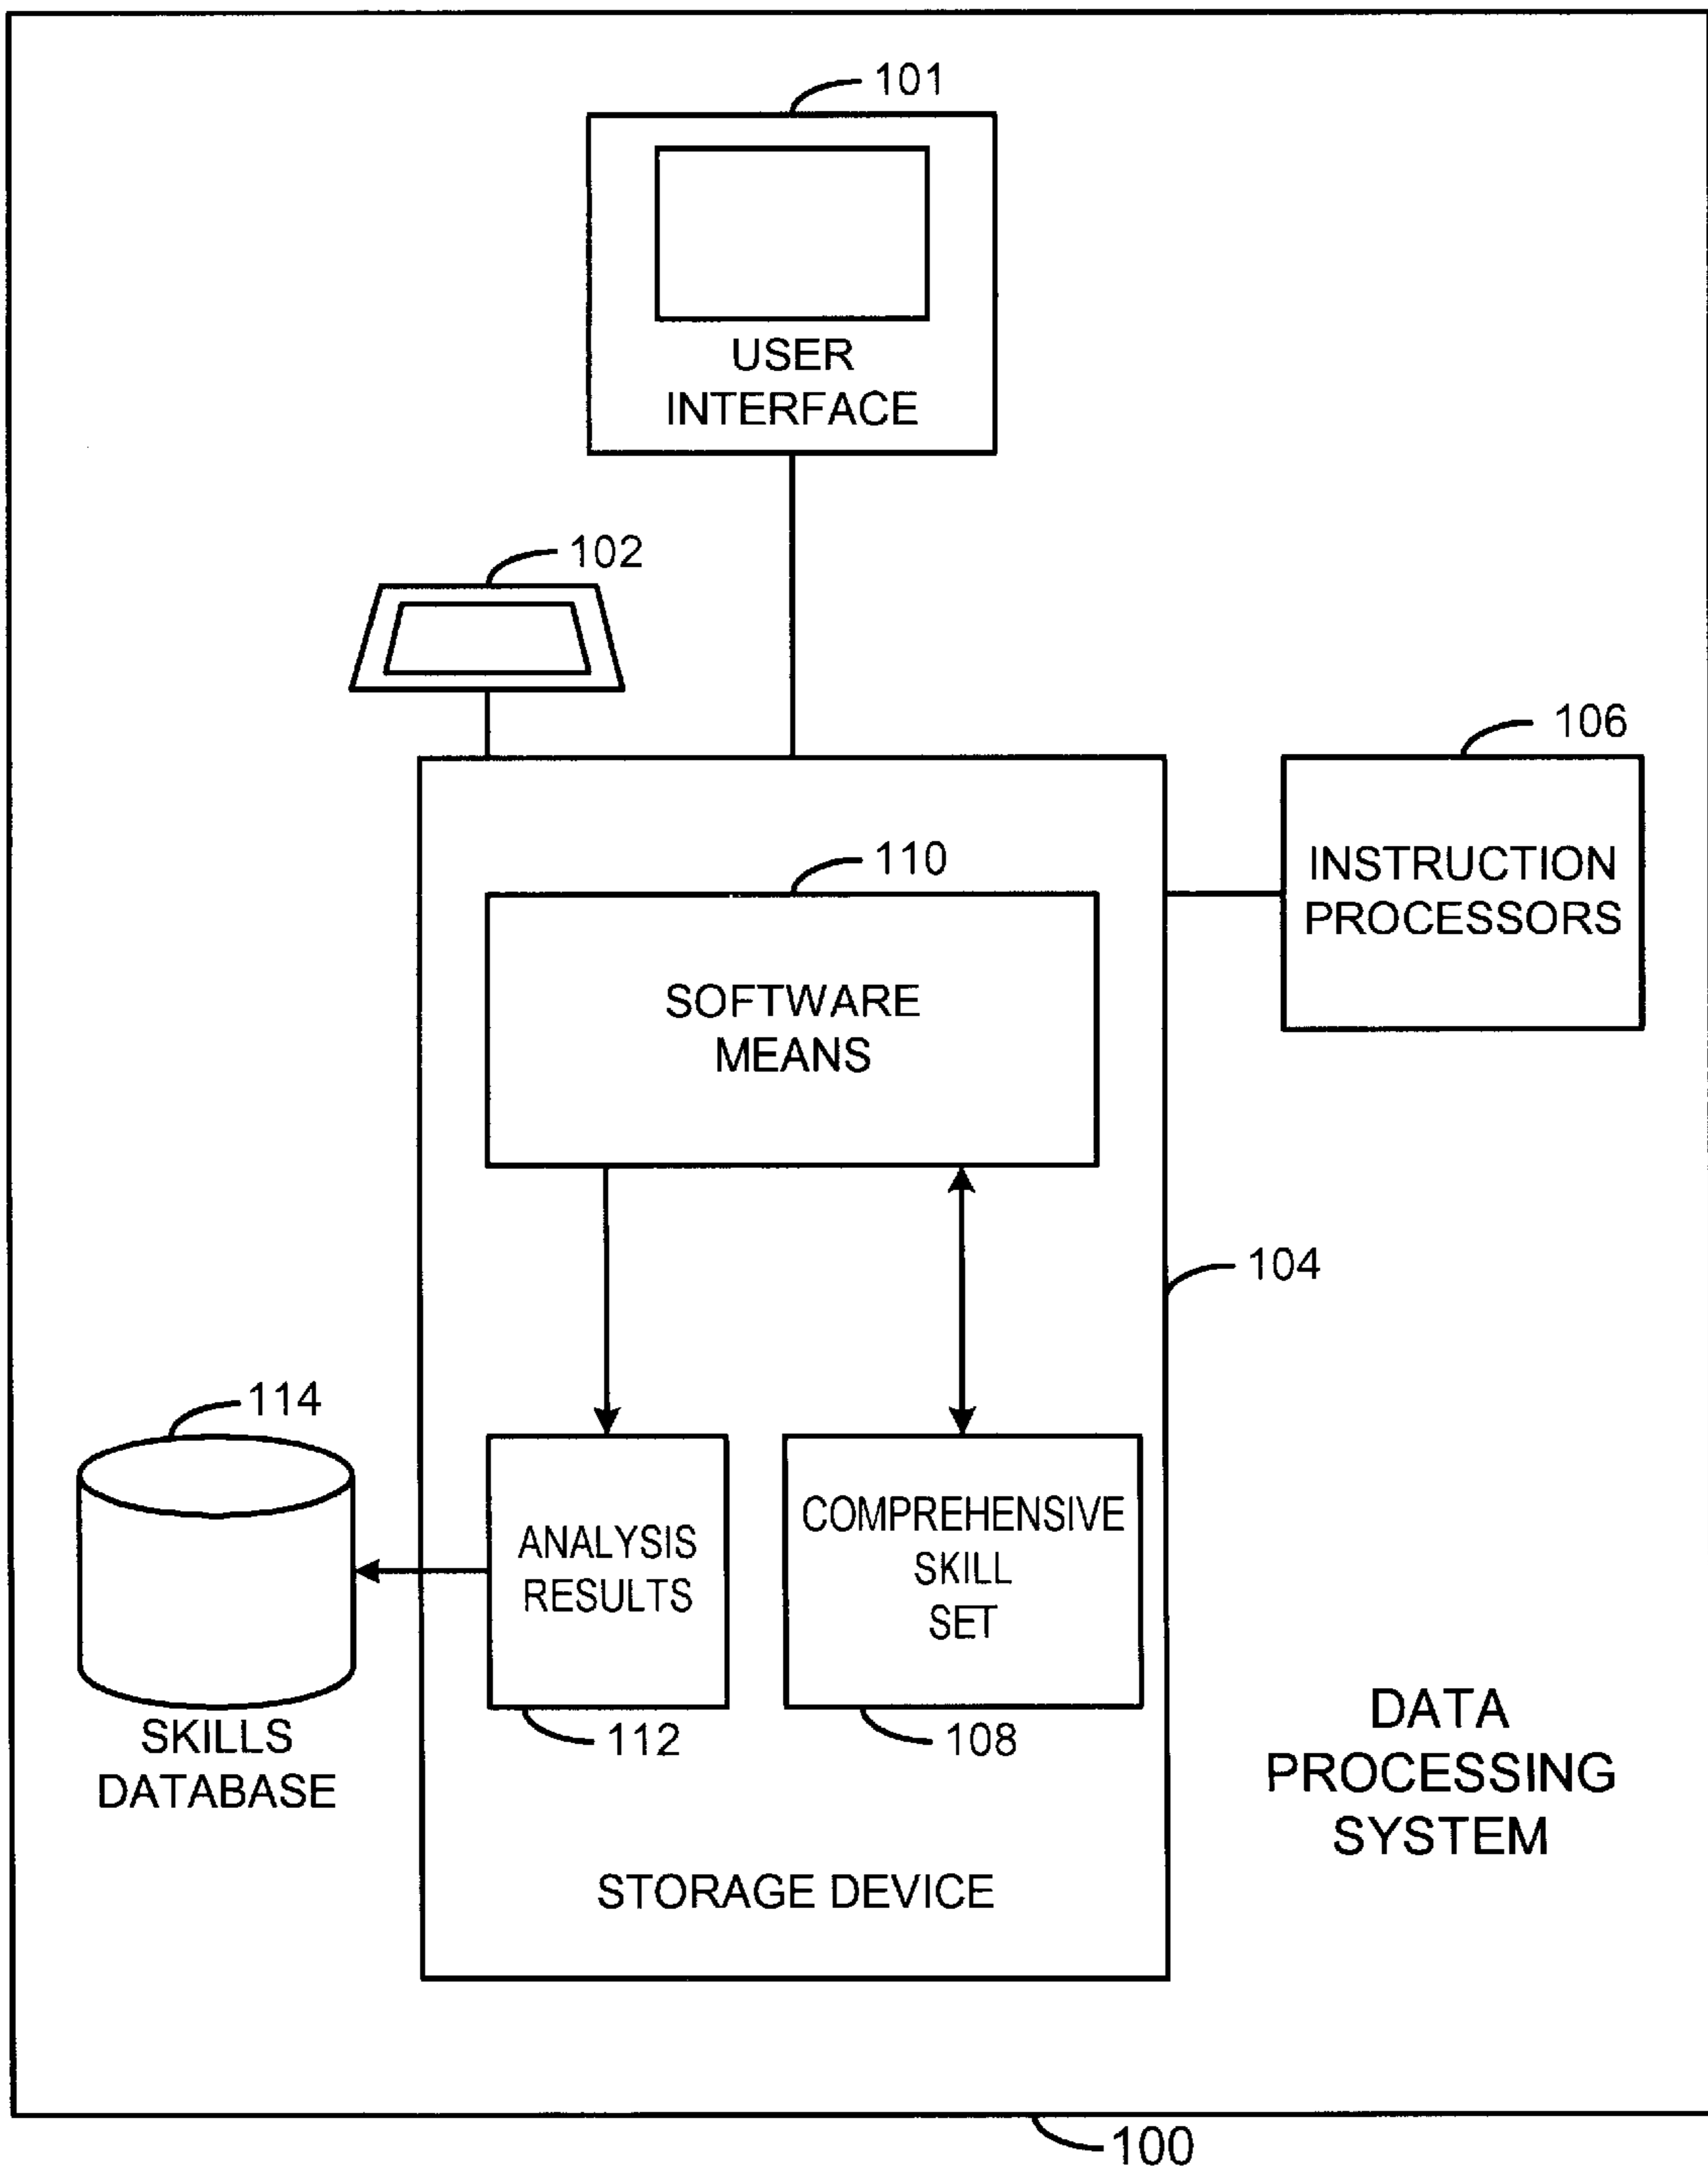 101
USER
INTERFACE
102
106
INSTRUCTION
PROCESSORS
110
SOFTWARE
MEANS
104
114
ANALYSIS
RESULTS
COMPREHENSIVE
SKILL
SET
SKILLS
DATABASE
112
108
DATA
PROCESSING
SYSTEM
STORAGE DEVICE
100